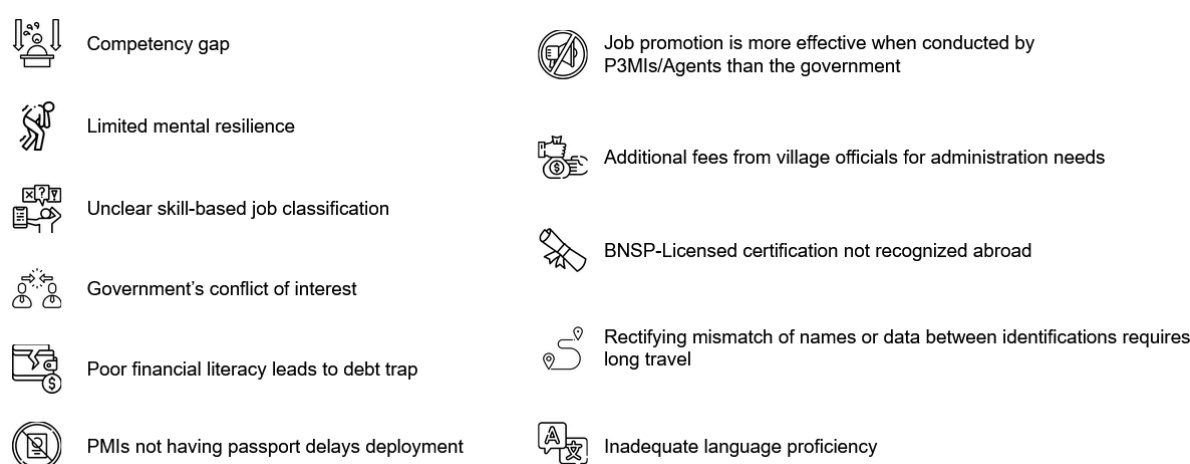 Competency gap
Limited mental resilience
Unclear skill-based job classification
Government's conflict of interest
Poor financial literacy leads to debt trap
PMIs not having passport delays deployment
Job promotion is more effective when conducted by
P3MIs/Agents than the government
Additional fees from village officials for administration needs
BNSP-Licensed certification not recognized abroad
Rectifying mismatch of names or data between identifications requires
long travel
Inadequate language proficiency